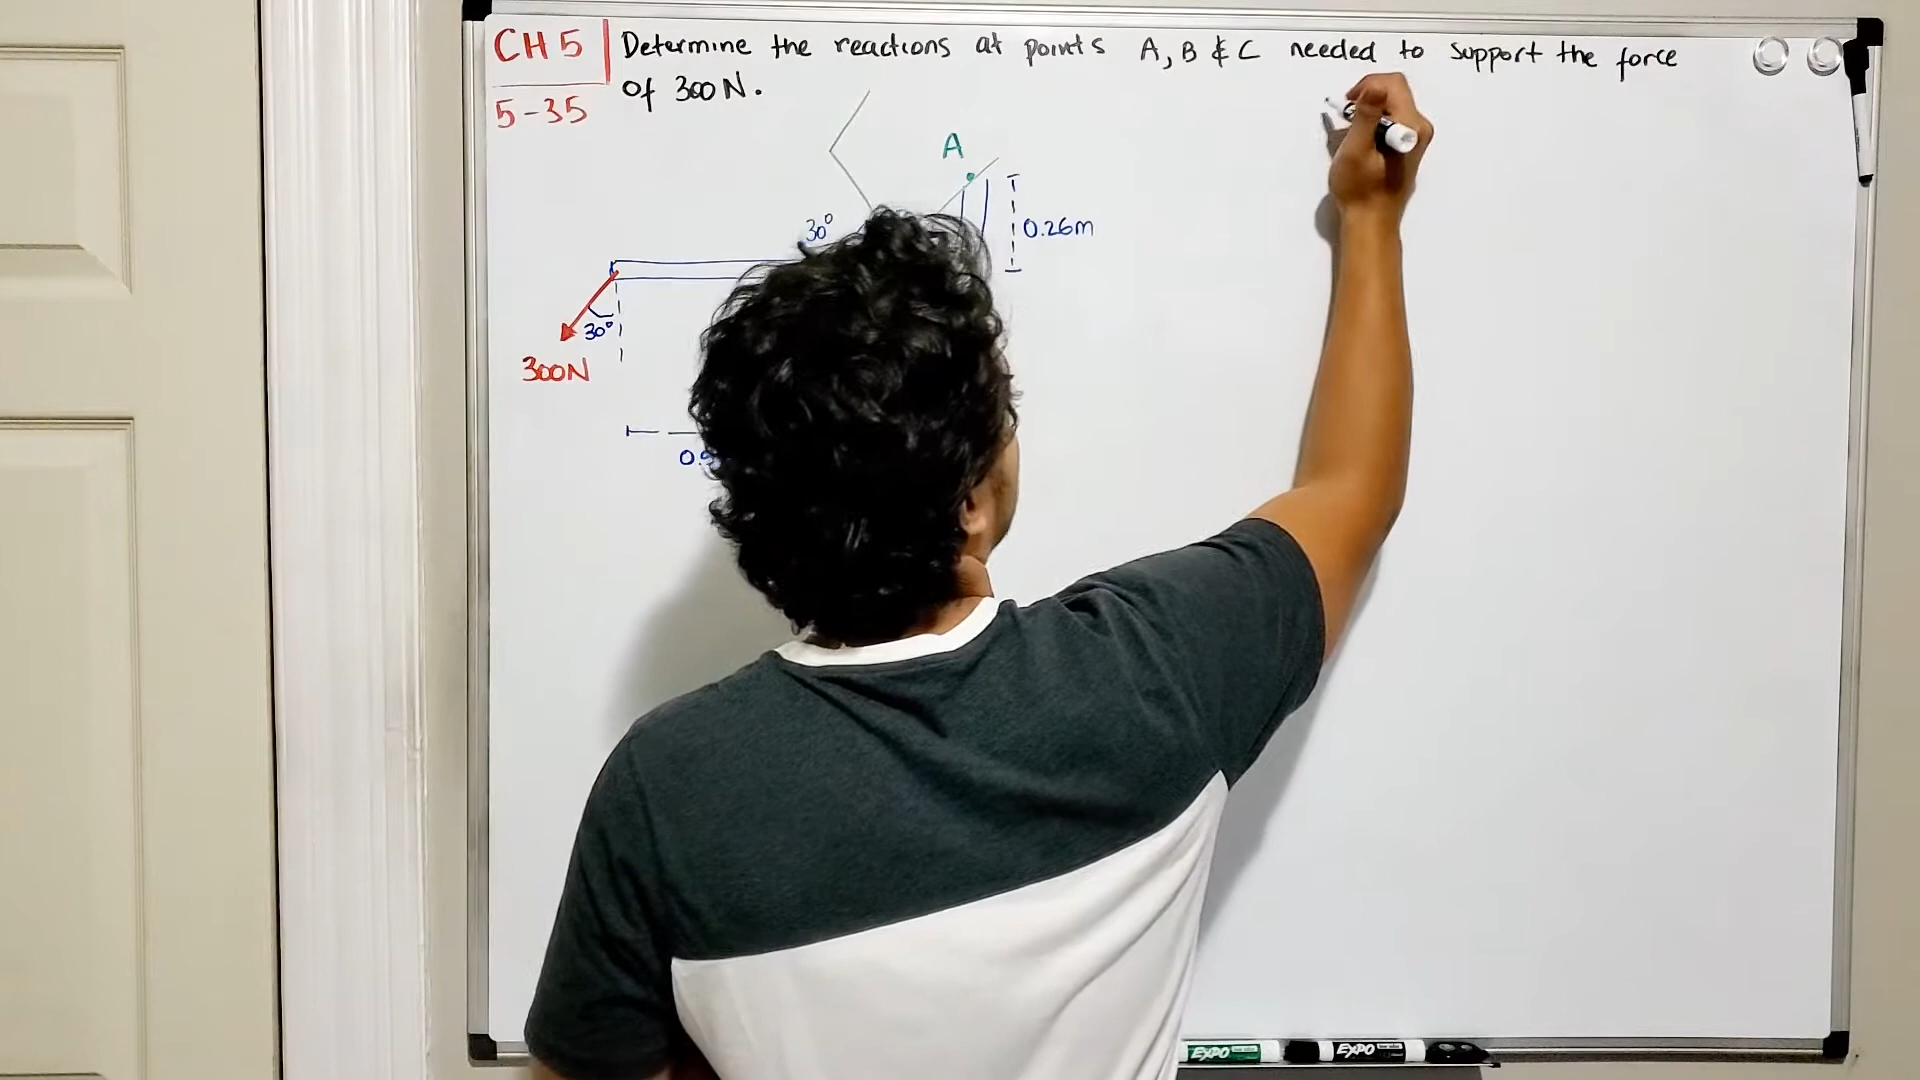 CH 5
5-35
Determine the reactions at points A, B & C needed to support the force
of 300 N.
A
30°
0.26m
30°
300N
EXPO
EXPO